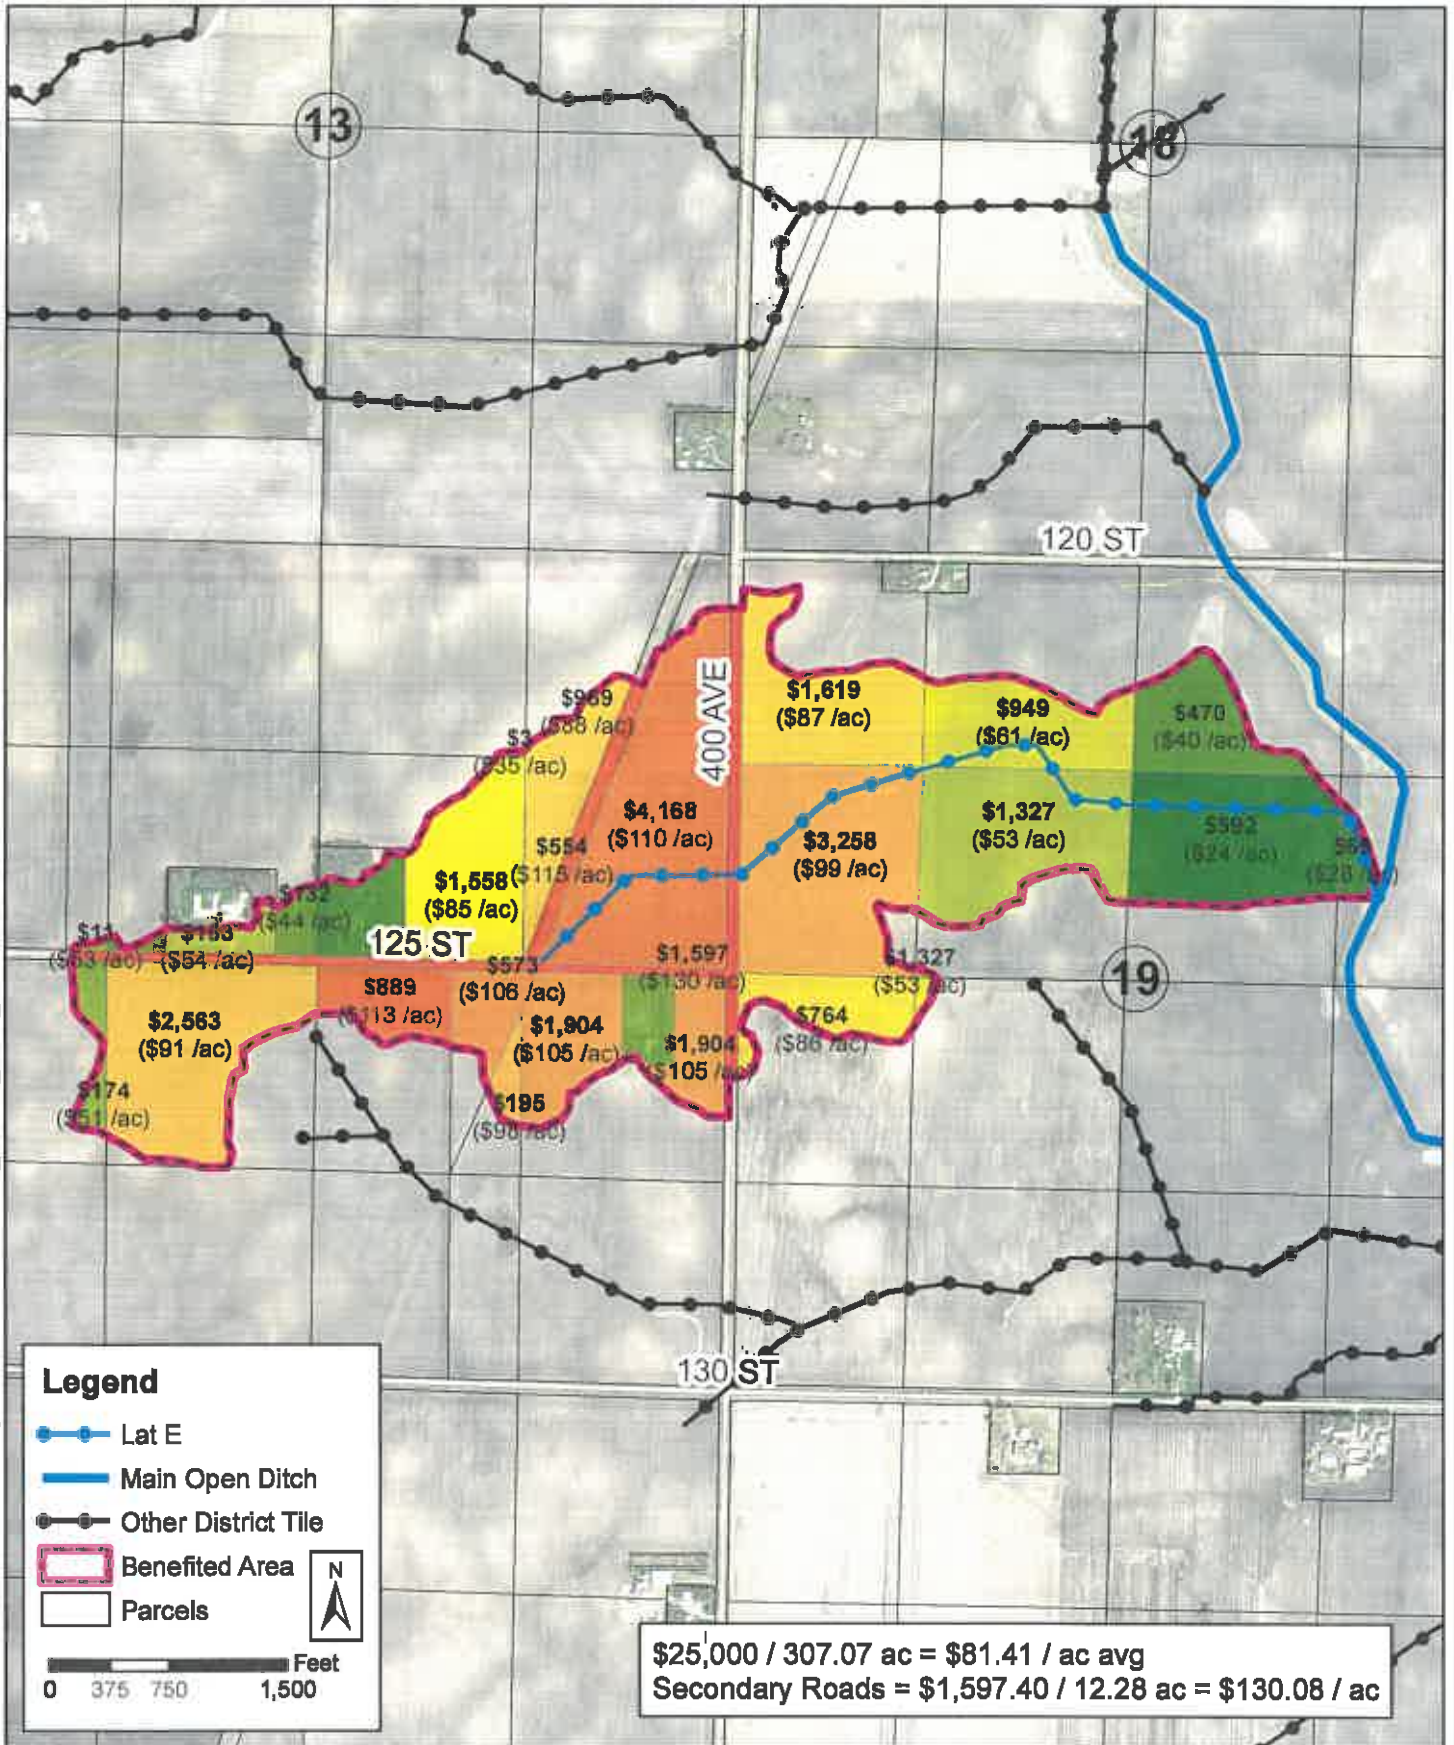 13
18
120 ST
400 AVE
$969
($88 /ac)
$3
($35 /ac)
$1,619
($87 /ac)
$949
($61 /ac)
$470
($40 /ac)
$4,168
($110 /ac)
$554
($115 /ac)
$3,258
($99 /ac)
$1,327
($53 /ac)
$592
($24 /ac)
($28 /ac)
$1,558
($85 /ac)
$732
($44 /ac)
125 ST
$11
($53 /ac)
($54 /ac)
$573
($106 /ac)
$1,597
($130 /ac)
$1,327
($53 /ac)
19
$889
($113 /ac)
$2,563
($91 /ac)
$1,904
($105 /ac)
$1,904
($105 /ac)
$764
($86 /ac)
$174
($51 /ac)
$195
($98 /ac)
130 ST
Legend
Lat E
Main Open Ditch
Other District Tile
Benefited Area
Parcels
N
Feet
0 375 750 1,500
$25,000 / 307.07 ac = $81.41 / ac avg
Secondary Roads = $1,597.40 / 12.28 ac = $130.08 / ac